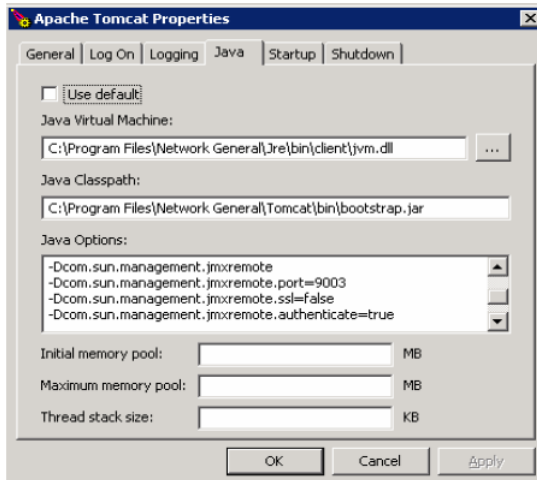 Apache Tomcat Properties
General Log On Logging Java Startup Shutdown
Use default
Java Virtual Machine:
C:\Program Files\Network General\Jre\bin\client\jvm.dll ...
Java Classpath:
C:\Program Files\Network General\Tomcat\bin\bootstrap.jar
Java Options:
-Dcom.sun.management.jmxremote
-Dcom.sun.management.jmxremote.port=9003
-Dcom.sun.management.jmxremote.ssl=false
-Dcom.sun.management.jmxremote.authenticate=true
Initial memory pool: MB
Maximum memory pool: MB
Thread stack size: KB
OK Cancel Apply